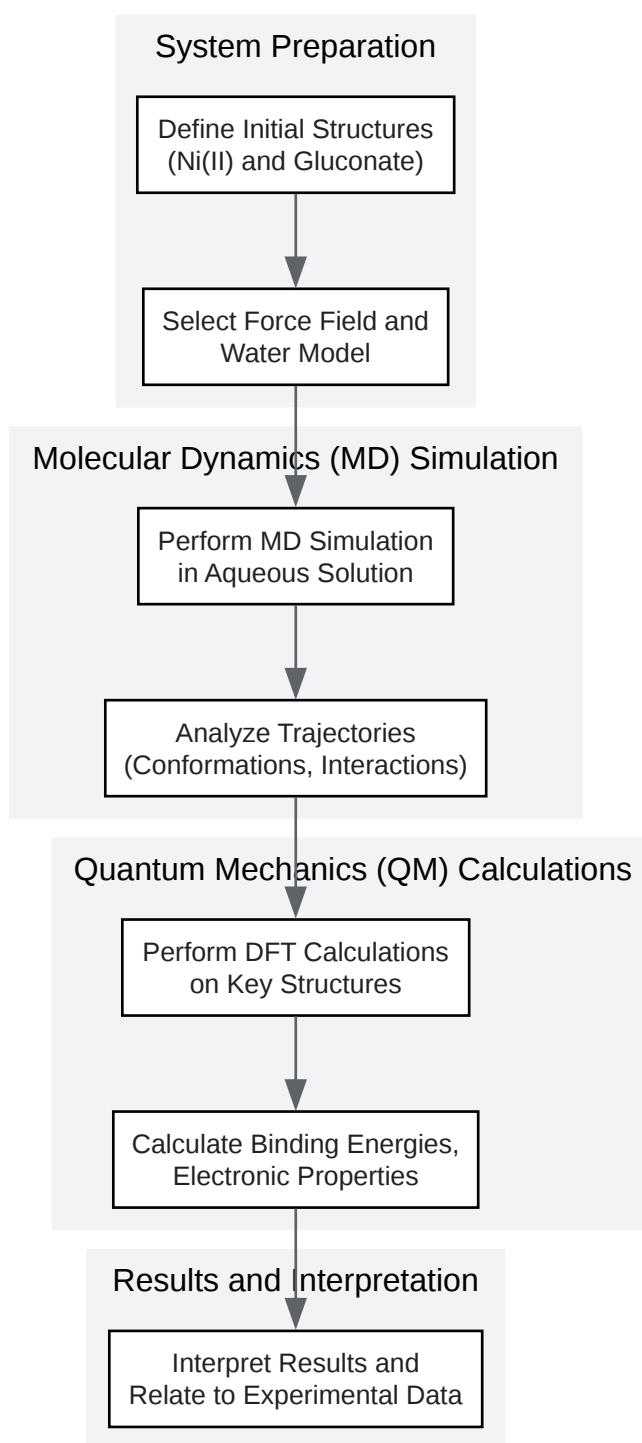 System Preparation
Define Initial Structures
(Ni(II) and Gluconate)
Select Force Field and
Water Model
Molecular Dynamics (MD) Simulation
Perform MD Simulation
in Aqueous Solution
Analyze Trajectories
(Conformations, Interactions)
Quantum Mechanics (QM) Calculations
Perform DFT Calculations
on Key Structures
Calculate Binding Energies,
Electronic Properties
Results and Interpretation
Interpret Results and
Relate to Experimental Data